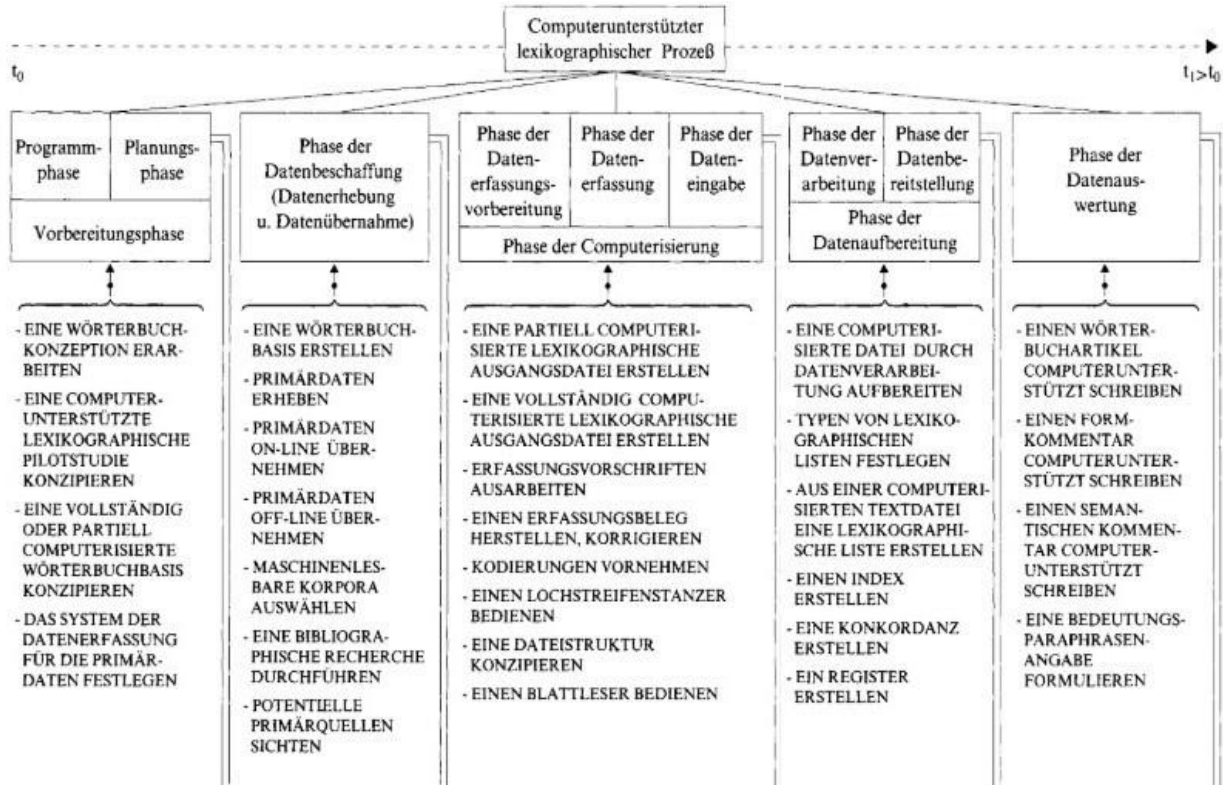 Computerunterstützter
lexikographischer Prozeß
t0
t1>t0
Programm-
phase
Planungs-
phase
Vorbereitungsphase
Phase der
Datenbeschaffung
(Datenerhebung
u. Datenübernahme)
Phase der
Daten-
erfassungs-
vorbereitung
Phase der
Daten-
erfassung
Phase der
Daten-
eingabe
Phase der Computerisierung
Phase der
Datenver-
arbeitung
Phase der
Datenbe-
reitstellung
Phase der
Datenaufbereitung
Phase der
Datenaus-
wertung
- EINE WÖRTERBUCH-
KONZEPTION ERAR-
BEITEN
- EINE COMPUTER-
UNTERSTÜTZTE
LEXIKOGRAPHISCHE
PILOTSTUDIE
KONZIPIEREN
- EINE VOLLSTÄNDIG
ODER PARTIELL
COMPUTERISIERTE
WÖRTERBUCHBASIS
KONZIPIEREN
- DAS SYSTEM DER
DATENERFASSUNG
FÜR DIE PRIMÄR-
DATEN FESTLEGEN
- EINE WÖRTERBUCH-
BASIS ERSTELLEN
- PRIMÄRDATEN
ERHEBEN
- PRIMÄRDATEN
ON-LINE ÜBER-
NEHMEN
- PRIMÄRDATEN
OFF-LINE ÜBER-
NEHMEN
- MASCHINENLES-
BARE KORPORA
AUSWÄHLEN
- EINE BIBLIOGRA-
PHISCHE RECHERCHE
DURCHFÜHREN
- POTENTIELLE
PRIMÄRQUELLEN
SICHTEN
- EINE PARTIELL COMPUTERI-
SIERTE LEXIKOGRAPHISCHE
AUSGANGSDATEI ERSTELLEN
- EINE VOLLSTÄNDIG COMPU-
TERISIERTE LEXIKOGRAPHISCHE
AUSGANGSDATEI ERSTELLEN
- ERFASSUNGSVORSCHRIFTEN
AUSARBEITEN
- EINEN ERFASSUNGSBELEG
HERSTELLEN, KORRIGIEREN
- KODIERUNGEN VORNEHMEN
- EINEN LOCHSTREIFENSTANZER
BEDIENEN
- EINE DATEISTRUKTUR
KONZIPIEREN
- EINEN BLATTLESER BEDIENEN
- EINE COMPUTERI-
SIERTE DATEI DURCH
DATENVERARBEI-
TUNG AUFBEREITEN
- TYPEN VON LEXIKO-
GRAPHISCHEN
LISTEN FESTLEGEN
- AUS EINER COMPUTERI-
SIERTEN TEXTDATEI
EINE LEXIKOGRAPHI-
SCHE LISTE ERSTELLEN
- EINEN INDEX
ERSTELLEN
- EINE KONKORDANZ
ERSTELLEN
- EIN REGISTER
ERSTELLEN
- EINEN WÖRTER-
BUCHARTIKEL
COMPUTERUNTER-
STÜTZT SCHREIBEN
- EINEN FORM-
KOMMENTAR
COMPUTERUNTER-
STÜTZT SCHREIBEN
- EINEN SEMAN-
TISCHEN KOMMEN-
TAR COMPUTER-
UNTERSTÜTZT
SCHREIBEN
- EINE BEDEUTUNGS-
PARAPHRASEN-
ANGABE
FORMULIEREN